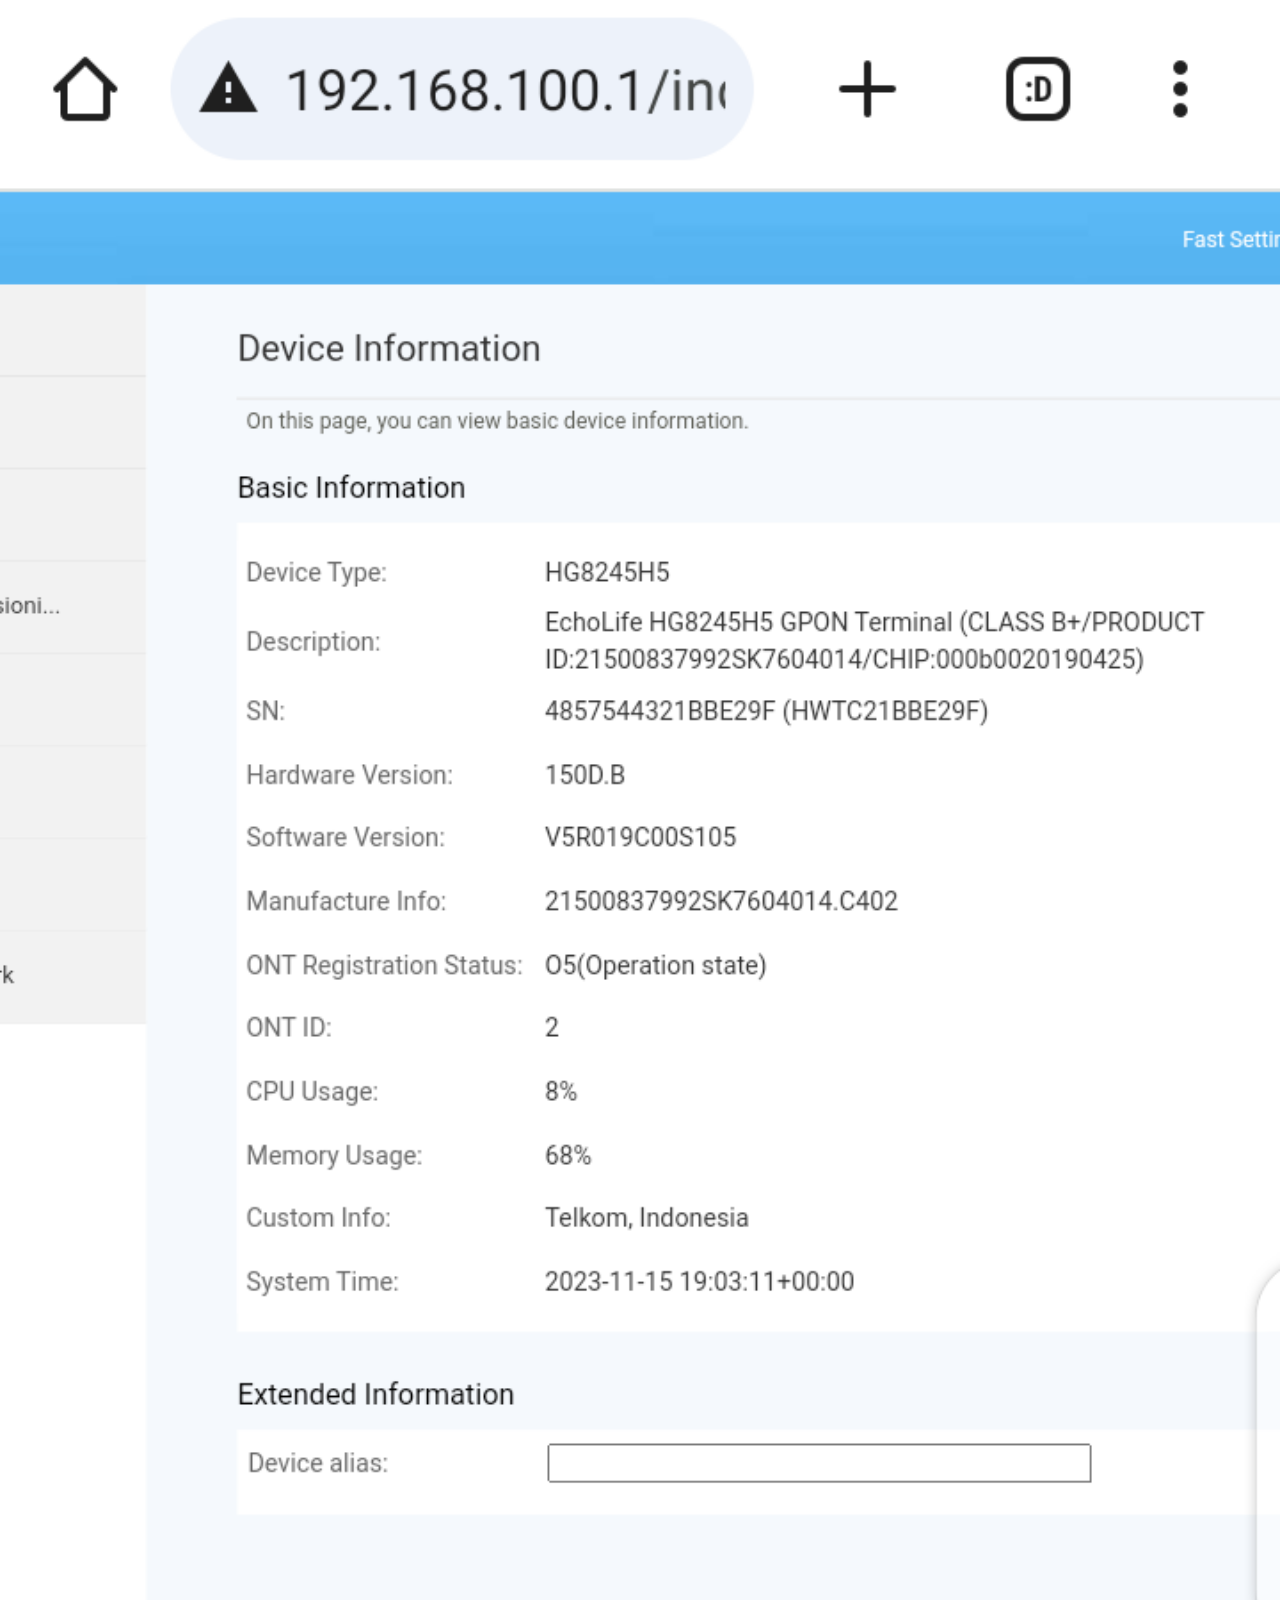 192.168.100.1/in
:D
Fast Setti
Device Information
On this page, you can view basic device information.
Basic Information
Device Type: HG8245H5
Description: EchoLife HG8245H5 GPON Terminal (CLASS B+/PRODUCT
ID:21500837992SK7604014/CHIP:000b0020190425)
SN: 4857544321BBE29F (HWTC21BBE29F)
Hardware Version: 150D.B
sioni...
Software Version: V5R019C00S105
Manufacture Info: 21500837992SK7604014.C402
ONT Registration Status: O5(Operation state)
rk
ONT ID: 2
CPU Usage: 8%
Memory Usage: 68%
Custom Info: Telkom, Indonesia
System Time: 2023-11-15 19:03:11+00:00
Extended Information
Device alias: